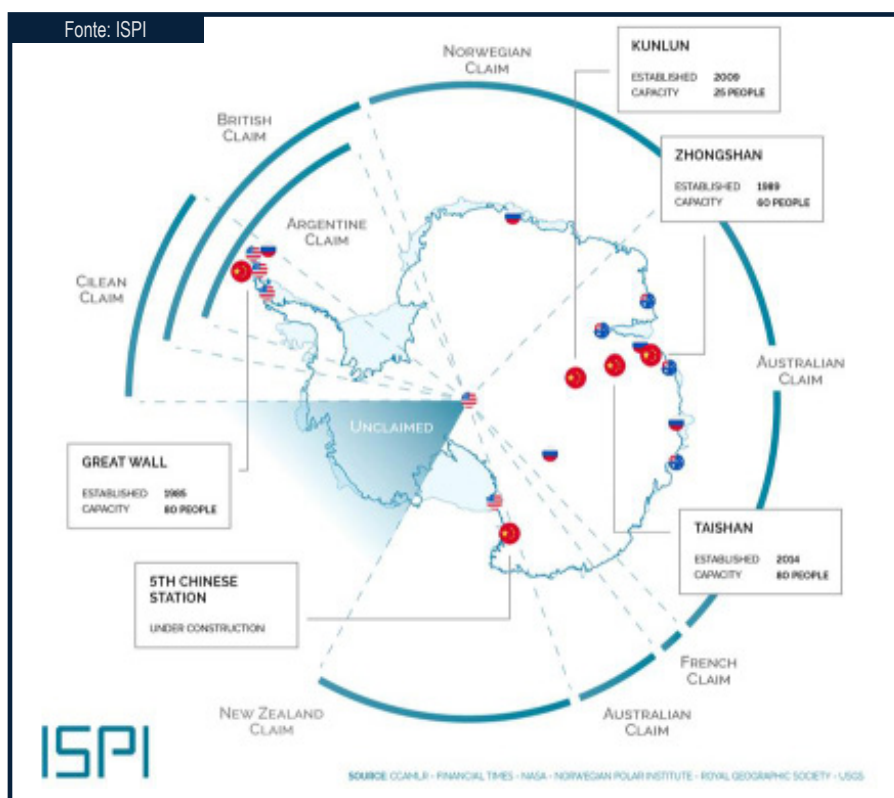 Fonte: ISPI
NORWEGIAN
CLAIM
KUNLUN
ESTABLISHED 2009
CAPACITY 25 PEOPLE
BRITISH
CLAIM
ZHONGSHAN
ESTABLISHED 1989
CAPACITY 60 PEOPLE
ARGENTINE
CLAIM
CILEAN
CLAIM
AUSTRALIAN
CLAIM
UNCLAIMED
GREAT WALL
ESTABLISHED 1985
CAPACITY 80 PEOPLE
TAISHAN
ESTABLISHED 2014
CAPACITY 80 PEOPLE
5TH CHINESE
STATION
UNDER CONSTRUCTION
FRENCH
CLAIM
NEW ZEALAND
CLAIM
AUSTRALIAN
CLAIM
ISPI
SOURCE: CCAMLR - FINANCIAL TIMES - NASA - NORWEGIAN POLAR INSTITUTE - ROYAL GEOGRAPHIC SOCIETY - USGS